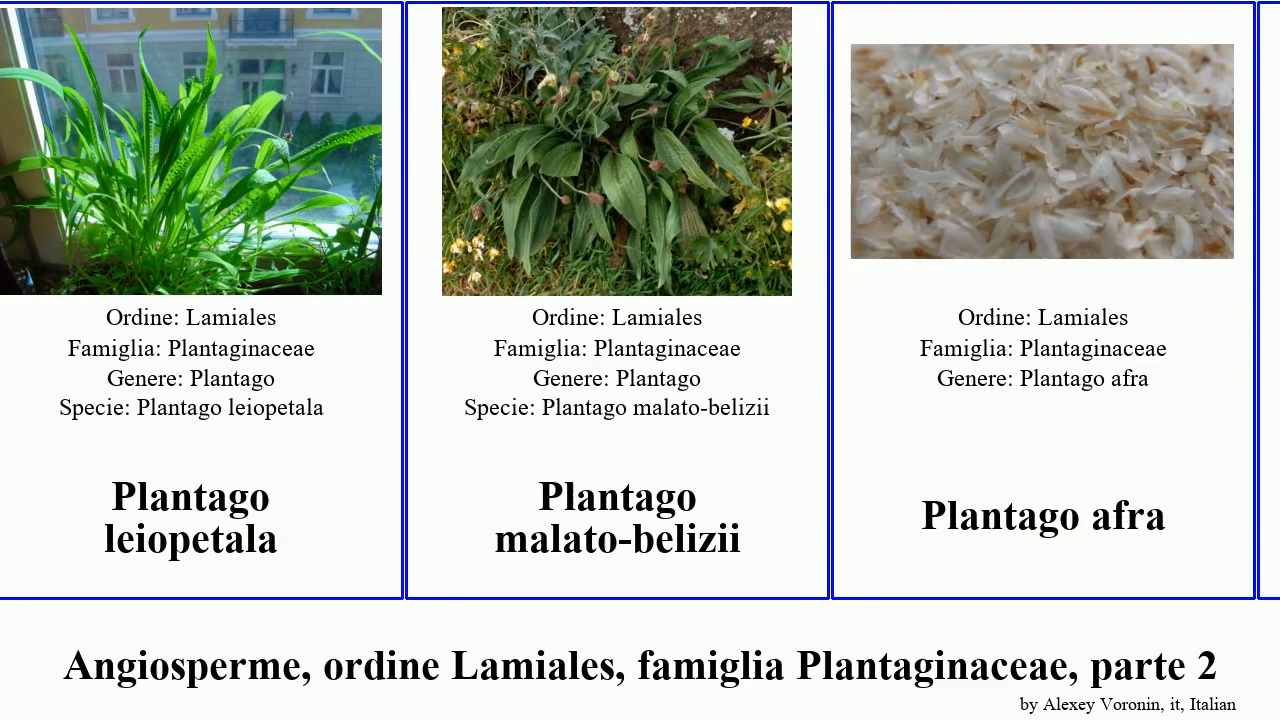 Ordine: Lamiales
Famiglia: Plantaginaceae
Genere: Plantago
Specie: Plantago leiopetala
Plantago
leiopetala
Ordine: Lamiales
Famiglia: Plantaginaceae
Genere: Plantago
Specie: Plantago malato-belizii
Plantago
malato-belizii
Ordine: Lamiales
Famiglia: Plantaginaceae
Genere: Plantago afra
Plantago afra
Angiosperme, ordine Lamiales, famiglia Plantaginaceae, parte 2
by Alexey Voronin, it, Italian